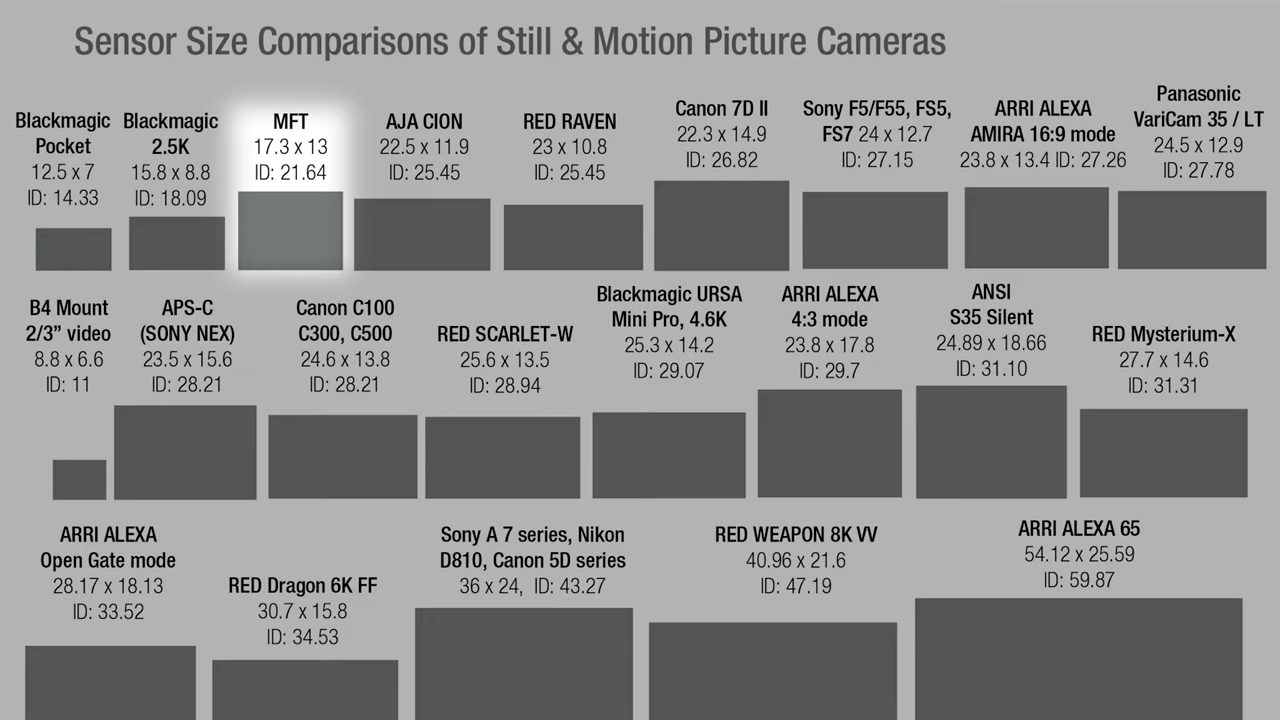 Sensor Size Comparisons of Still & Motion Picture Cameras
Blackmagic
Pocket
12.5 x 7
ID: 14.33
Blackmagic
2.5K
15.8 x 8.8
ID: 18.09
MFT
17.3 x 13
ID: 21.64
AJA CION
22.5 x 11.9
ID: 25.45
RED RAVEN
23 x 10.8
ID: 25.45
Canon 7D II
22.3 x 14.9
ID: 26.82
Sony F5/F55, FS5,
FS7 24 x 12.7
ID: 27.15
ARRI ALEXA
AMIRA 16:9 mode
23.8 x 13.4 ID: 27.26
Panasonic
VariCam 35 / LT
24.5 x 12.9
ID: 27.78
B4 Mount
2/3” video
8.8 x 6.6
ID: 11
APS-C
(SONY NEX)
23.5 x 15.6
ID: 28.21
Canon C100
C300, C500
24.6 x 13.8
ID: 28.21
RED SCARLET-W
25.6 x 13.5
ID: 28.94
Blackmagic URSA
Mini Pro, 4.6K
25.3 x 14.2
ID: 29.07
ARRI ALEXA
4:3 mode
23.8 x 17.8
ID: 29.7
ANSI
S35 Silent
24.89 x 18.66
ID: 31.10
RED Mysterium-X
27.7 x 14.6
ID: 31.31
ARRI ALEXA
Open Gate mode
28.17 x 18.13
ID: 33.52
RED Dragon 6K FF
30.7 x 15.8
ID: 34.53
Sony A 7 series, Nikon
D810, Canon 5D series
36 x 24, ID: 43.27
RED WEAPON 8K VV
40.96 x 21.6
ID: 47.19
ARRI ALEXA 65
54.12 x 25.59
ID: 59.87